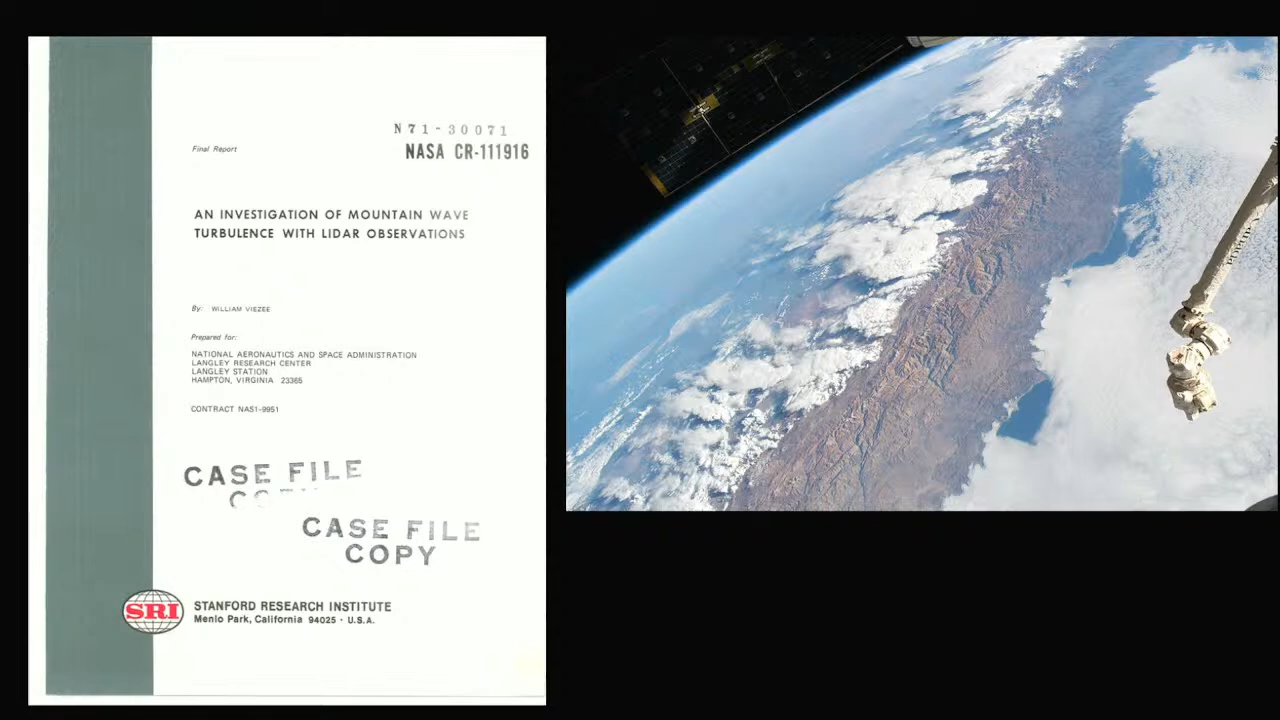 N71-30071
Final Report
NASA CR-111916
AN INVESTIGATION OF MOUNTAIN WAVE
TURBULENCE WITH LIDAR OBSERVATIONS
By: WILLIAM VIEZEE
Prepared for:
NATIONAL AERONAUTICS AND SPACE ADMINISTRATION
LANGLEY RESEARCH CENTER
LANGLEY STATION
HAMPTON, VIRGINIA 23365
CONTRACT NAS1-9951
CASE FILE
CASE FILE
COPY
SRI
STANFORD RESEARCH INSTITUTE
Menlo Park, California 94025 · U.S.A.